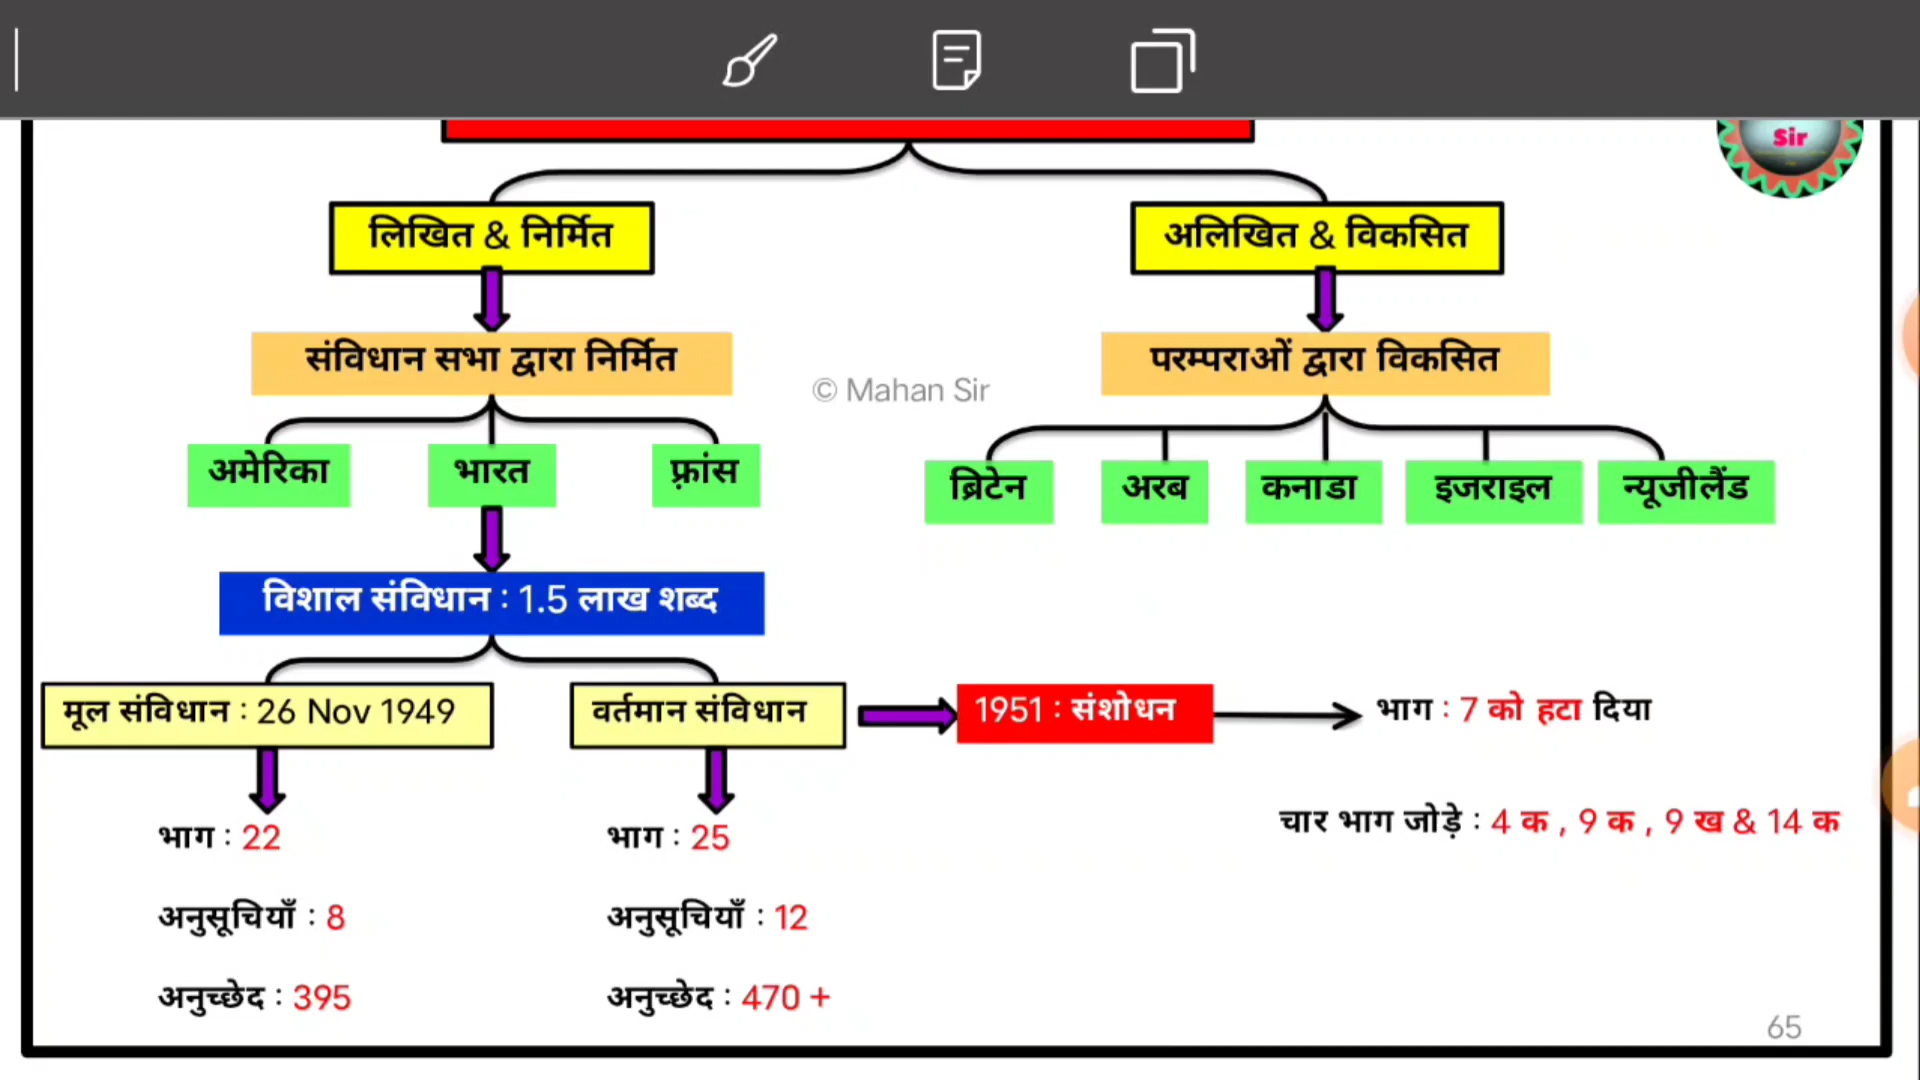 Sir
लिखित & निर्मित
अलिखित & विकसित
संविधान सभा द्वारा निर्मित
परम्पराओं द्वारा विकसित
© Mahan Sir
अमेरिका
भारत
फ़्रांस
ब्रिटेन
अरब
कनाडा
इजराइल
न्यूजीलैंड
विशाल संविधान : 1.5 लाख शब्द
मूल संविधान : 26 Nov 1949
वर्तमान संविधान
1951 : संशोधन
भाग : 7 को हटा दिया
चार भाग जोड़े : 4 क , 9 क , 9 ख & 14 क
भाग : 22
भाग : 25
अनुसूचियाँ : 8
अनुसूचियाँ : 12
अनुच्छेद : 395
अनुच्छेद : 470 +
65